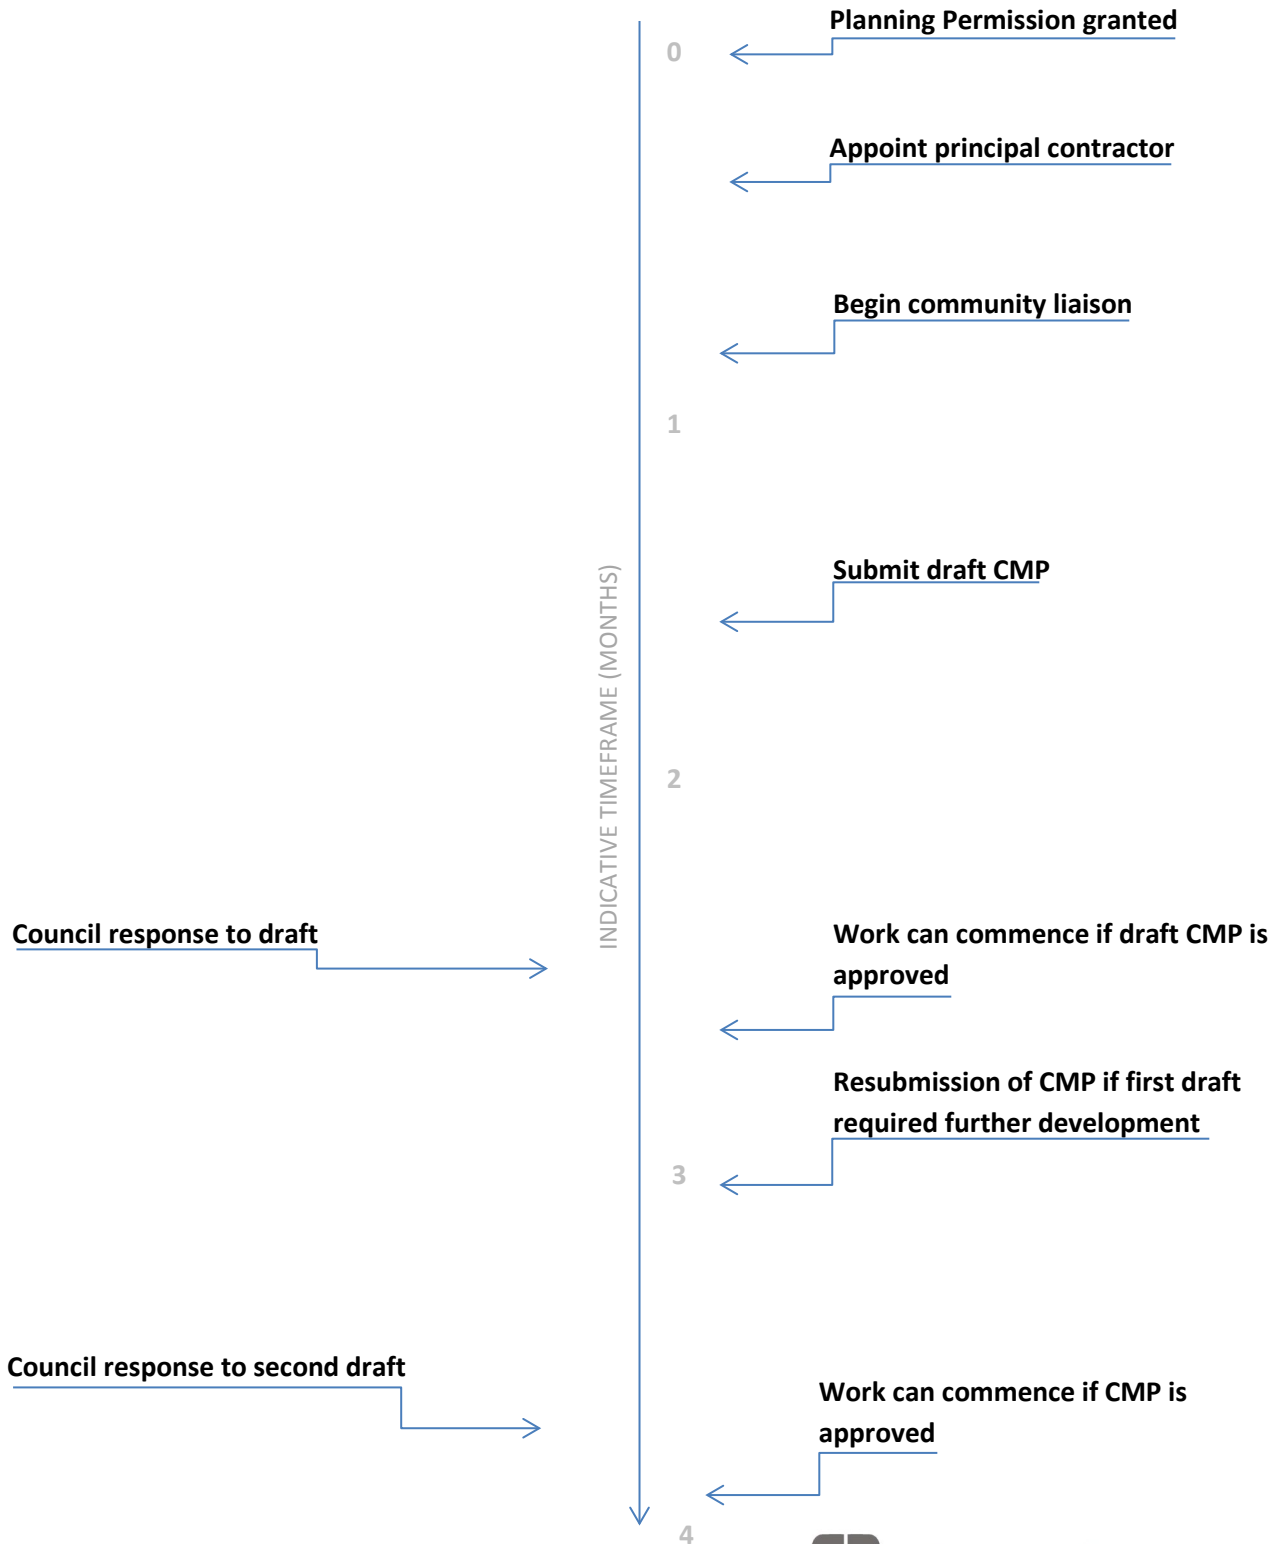 Planning Permission granted
0
Appoint principal contractor
Begin community liaison
1
Submit draft CMP
INDICATIVE TIMEFRAME (MONTHS)
2
Council response to draft
Work can commence if draft CMP is
approved
Resubmission of CMP if first draft
required further development
3
Council response to second draft
Work can commence if CMP is
approved
4